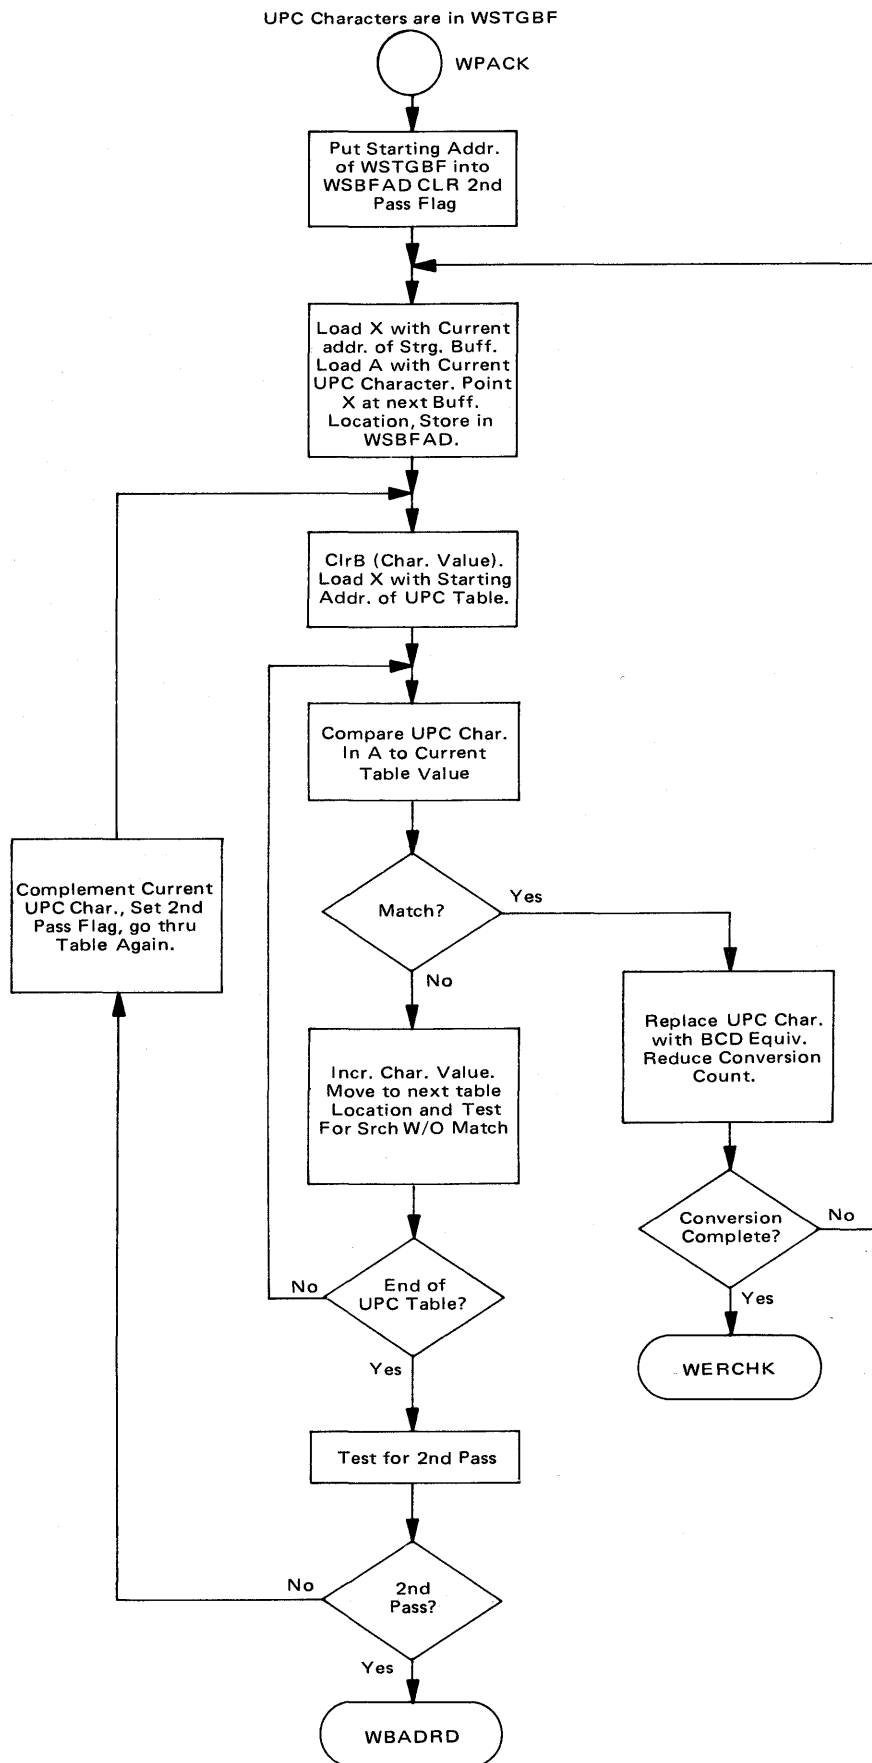 UPC Characters are in WSTGBF
WPACK
Put Starting Addr.
of WSTGBF into
WSBFAD CLR 2nd
Pass Flag
Load X with Current
addr. of Strg. Buff.
Load A with Current
UPC Character. Point
X at next Buff.
Location, Store in
WSBFAD.
ClrB (Char. Value).
Load X with Starting
Addr. of UPC Table.
Compare UPC Char.
In A to Current
Table Value
Complement Current
UPC Char., Set 2nd
Pass Flag, go thru
Table Again.
Match?
Yes
No
Replace UPC Char.
with BCD Equiv.
Reduce Conversion
Count.
Incr. Char. Value.
Move to next table
Location and Test
For Srch W/O Match
Conversion
Complete?
No
Yes
WERCHK
End of
UPC Table?
No
Yes
Test for 2nd Pass
2nd
Pass?
No
Yes
WBADRD